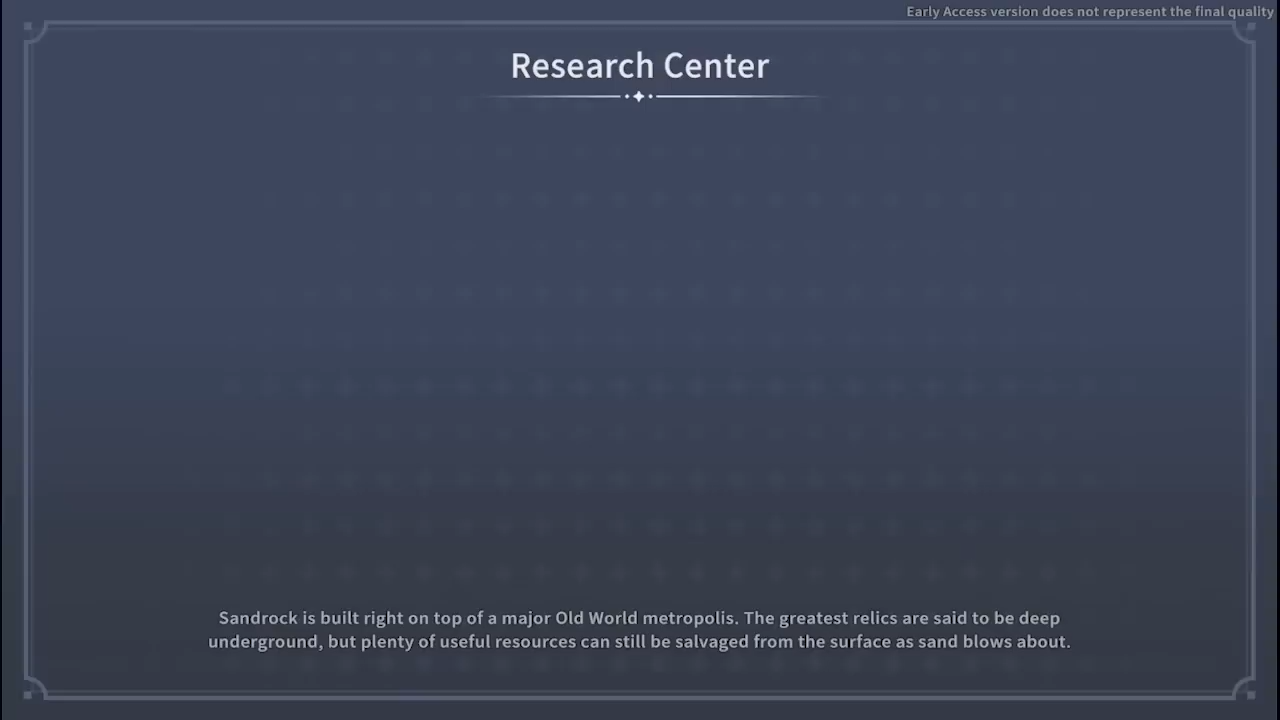 Early Access version does not represent the final quality
Research Center
Sandrock is built right on top of a major Old World metropolis. The greatest relics are said to be deep
underground, but plenty of useful resources can still be salvaged from the surface as sand blows about.